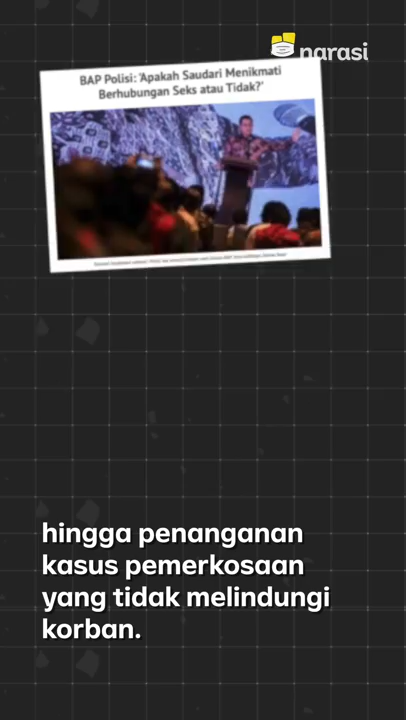 narasi
BAP Polisi: 'Apakah Saudari Menikmati
Berhubungan Seks atau Tidak?'
hingga penanganan
kasus pemerkosaan
yang tidak melindungi
korban.